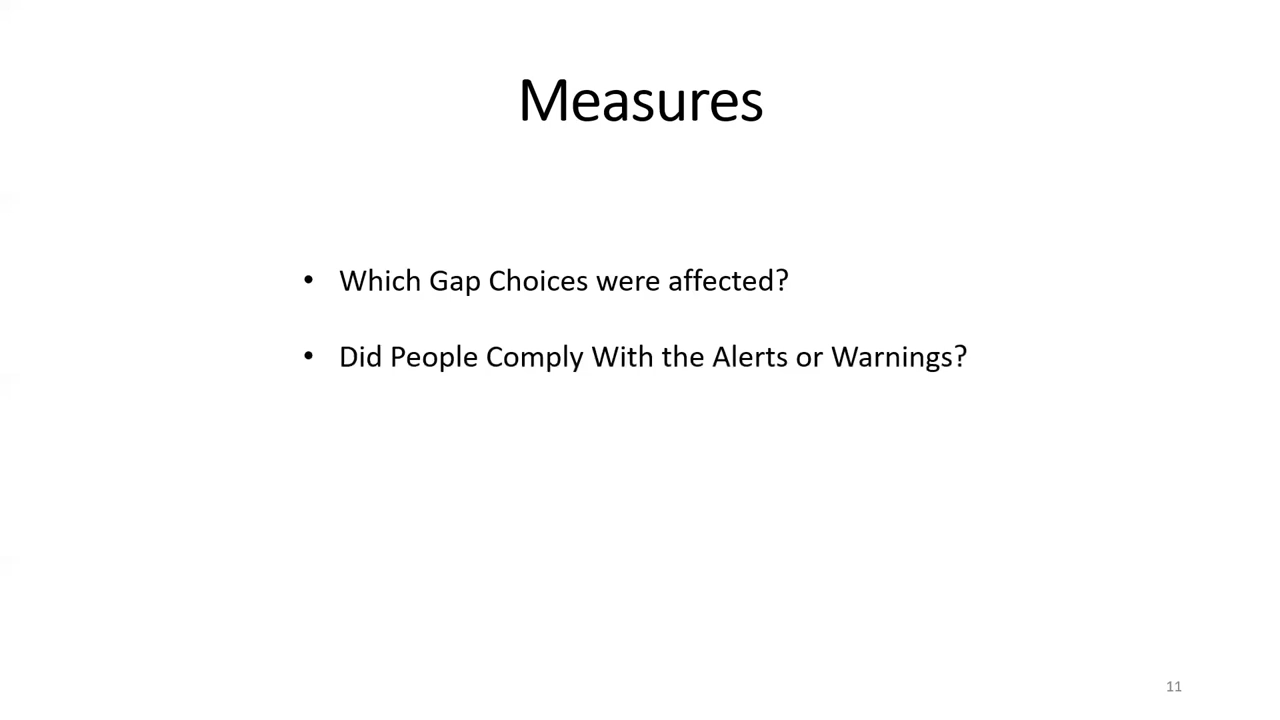 Measures
• Which Gap Choices were affected?
• Did People Comply With the Alerts or Warnings?
11